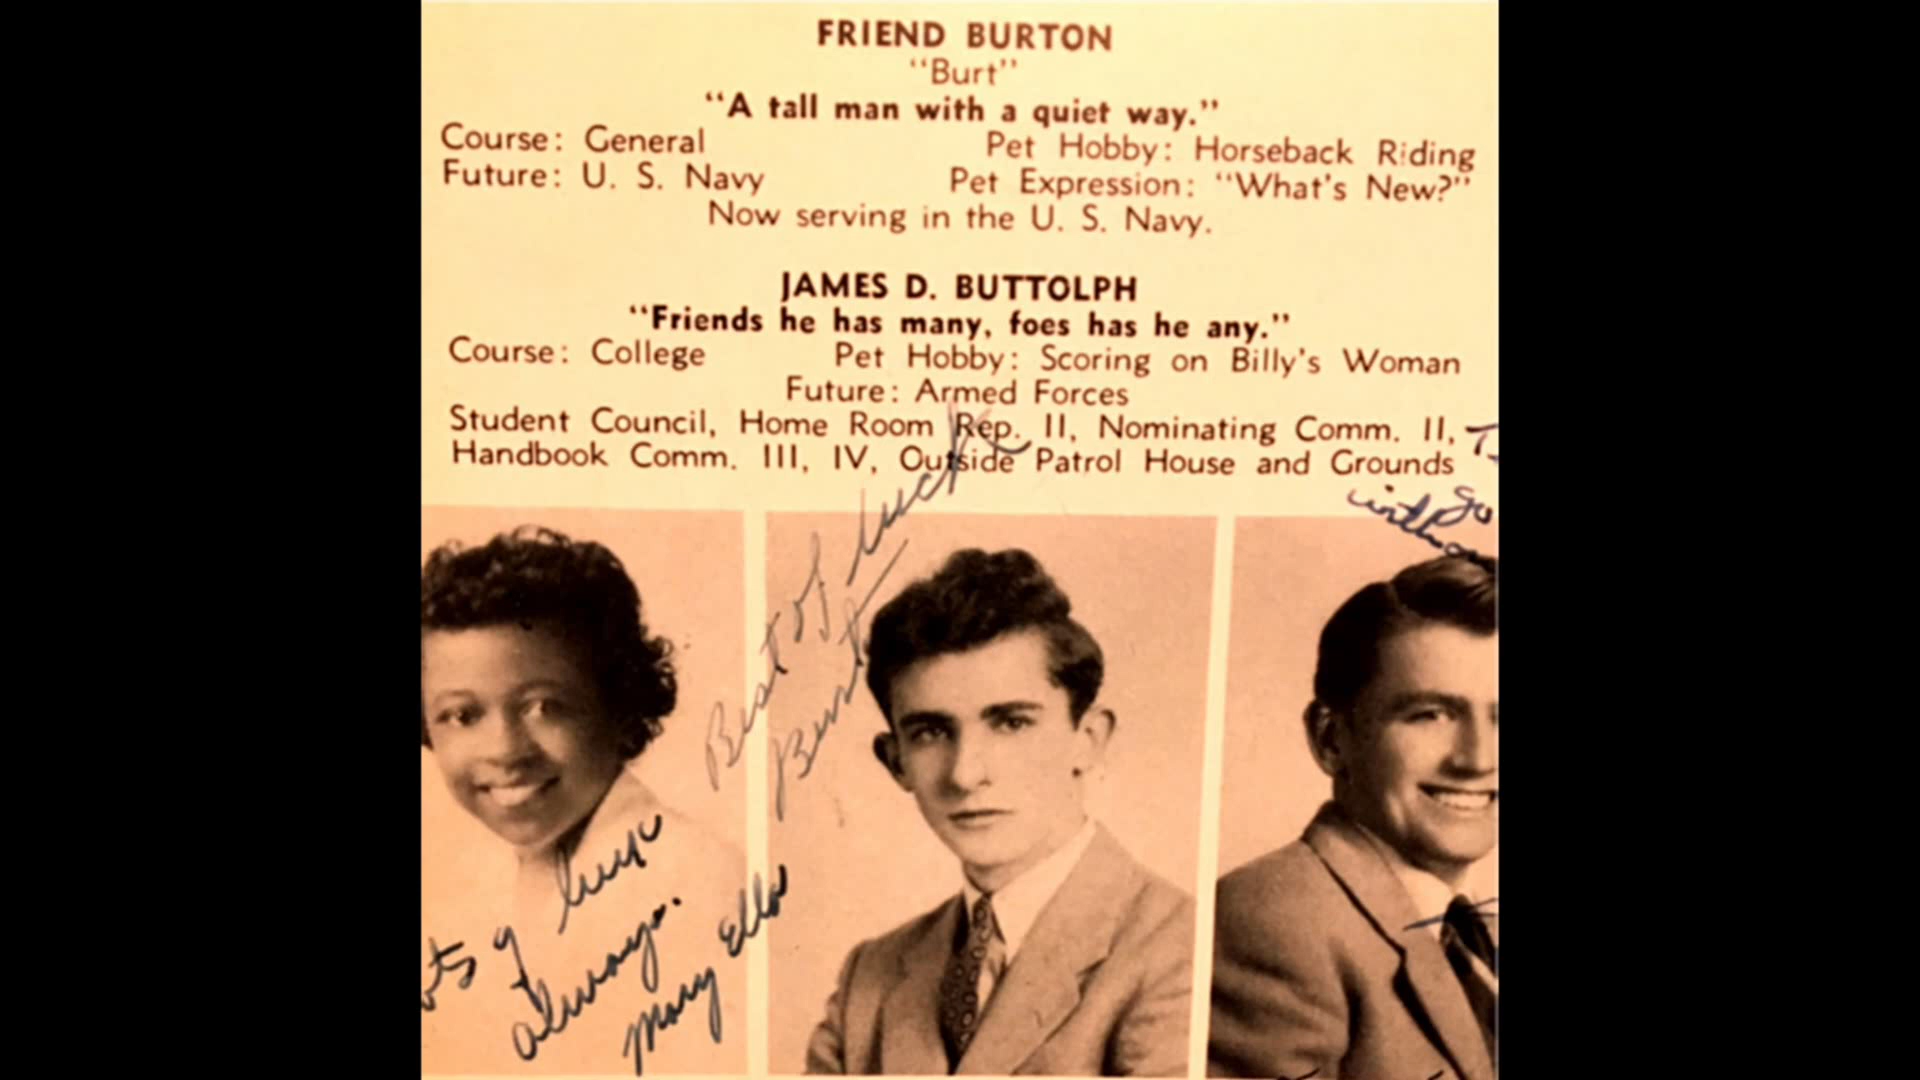 FRIEND BURTON
"Burt"
"A tall man with a quiet way."
Course: General Pet Hobby: Horseback Riding
Future: U. S. Navy Pet Expression: "What's New?"
Now serving in the U. S. Navy.
JAMES D. BUTTOLPH
"Friends he has many, foes has he any."
Course: College Pet Hobby: Scoring on Billy's Woman
Future: Armed Forces
Student Council, Home Room Rep. II, Nominating Comm. II,
Handbook Comm. III, IV, Outside Patrol House and Grounds
Best of luck
Burt
luck
always.
Mary Ella